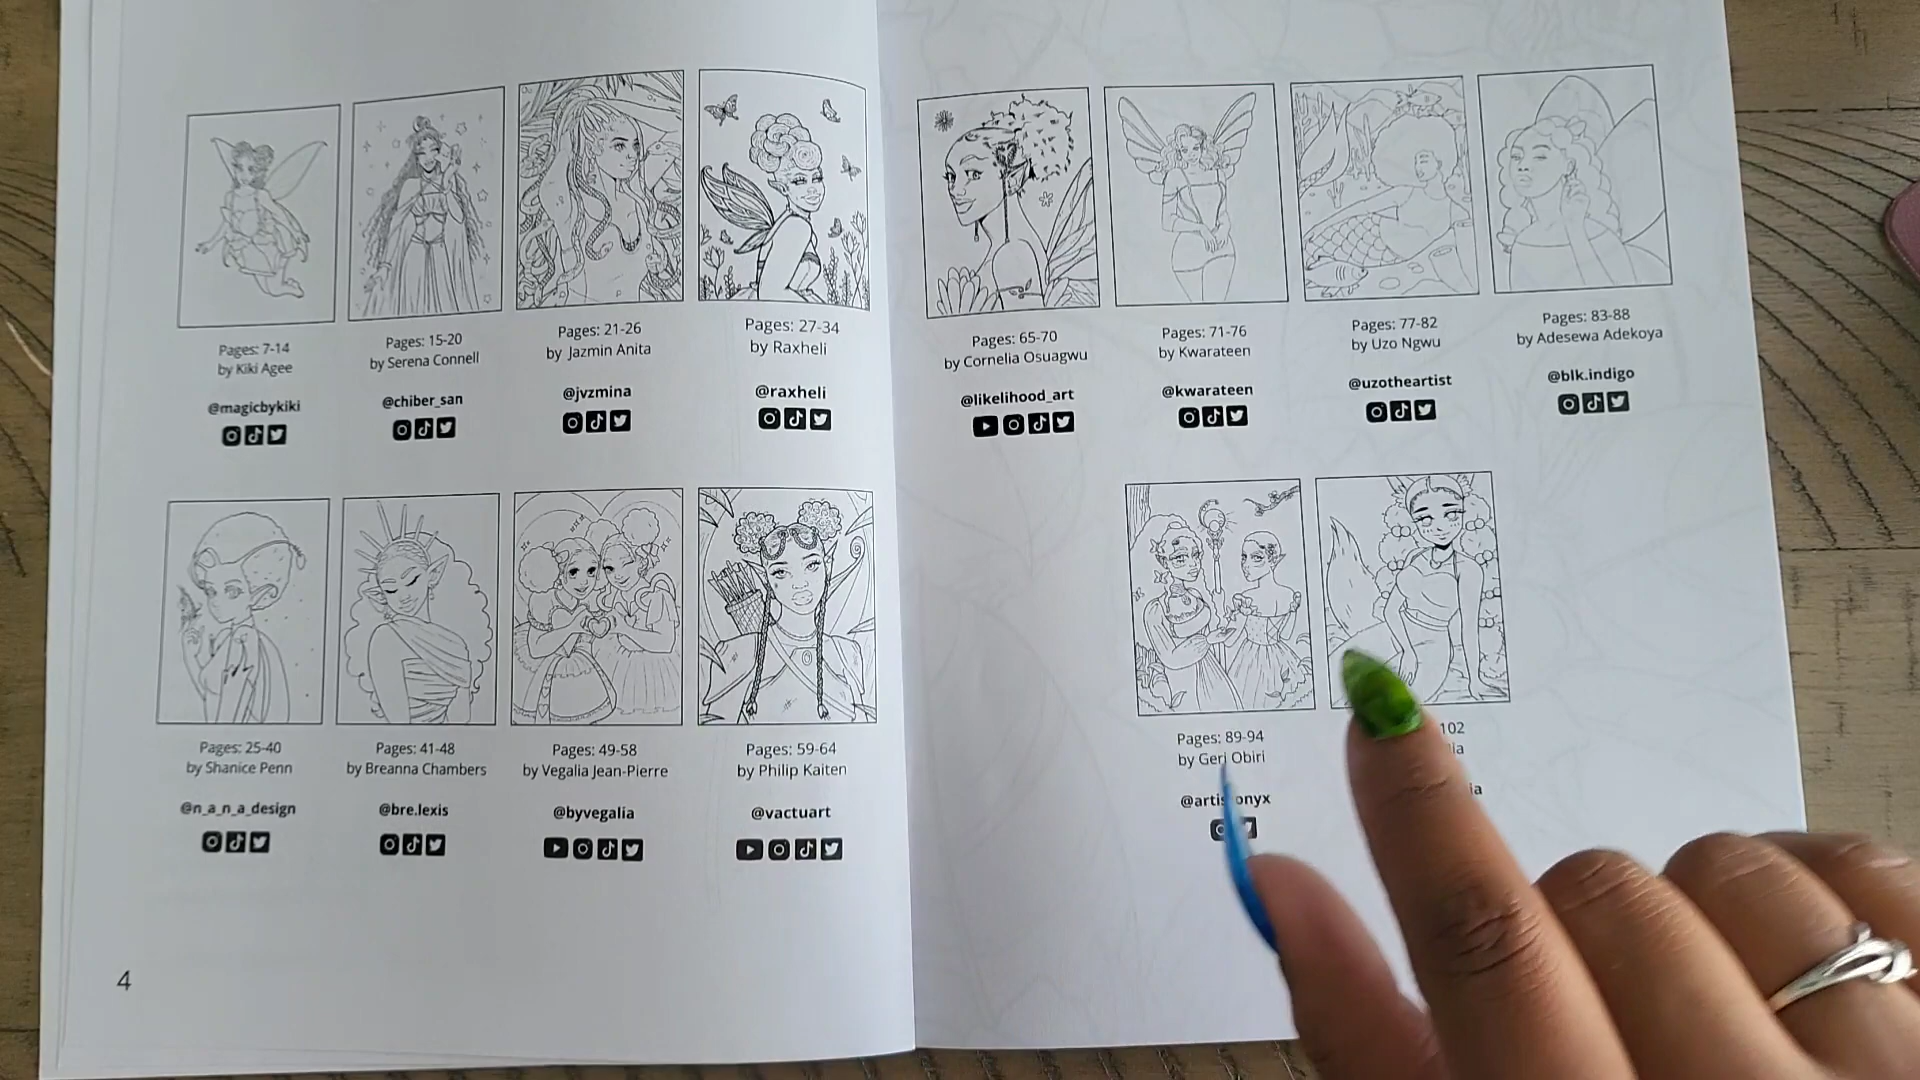 Pages: 7-14
by Kiki Agee
@magicbykiki
Pages: 15-20
by Serena Connell
@chiber_san
Pages: 21-26
by Jazmin Anita
@jvzmina
Pages: 27-34
by Raxheli
@raxheli
Pages: 65-70
by Cornelia Osuagwu
@likelihood_art
Pages: 71-76
by Kwarateen
@kwarateen
Pages: 77-82
by Uzo Ngwu
@uzotheartist
Pages: 83-88
by Adesewa Adekoya
@blk.indigo
Pages: 25-40
by Shanice Penn
@n_a_n_a_design
Pages: 41-48
by Breanna Chambers
@bre.lexis
Pages: 49-58
by Vegalia Jean-Pierre
@byvegalia
Pages: 59-64
by Philip Kaiten
@vactuart
Pages: 89-94
by Geri Obiri
102
4